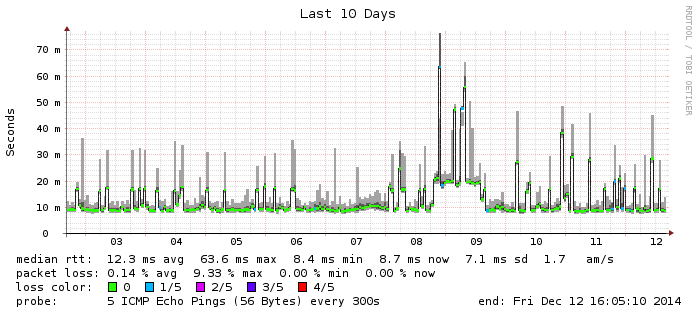 Last 10 Days
RRDTOOL / TOBI OETIKER
Seconds
70 m
60 m
50 m
40 m
30 m
20 m
10 m
0
03 04 05 06 07 08 09 10 11 12
median rtt: 12.3 ms avg 63.6 ms max 8.4 ms min 8.7 ms now 7.1 ms sd 1.7 am/s
packet loss: 0.14 % avg 9.33 % max 0.00 % min 0.00 % now
loss color: 0 1/5 2/5 3/5 4/5
probe: 5 ICMP Echo Pings (56 Bytes) every 300s end: Fri Dec 12 16:05:10 2014